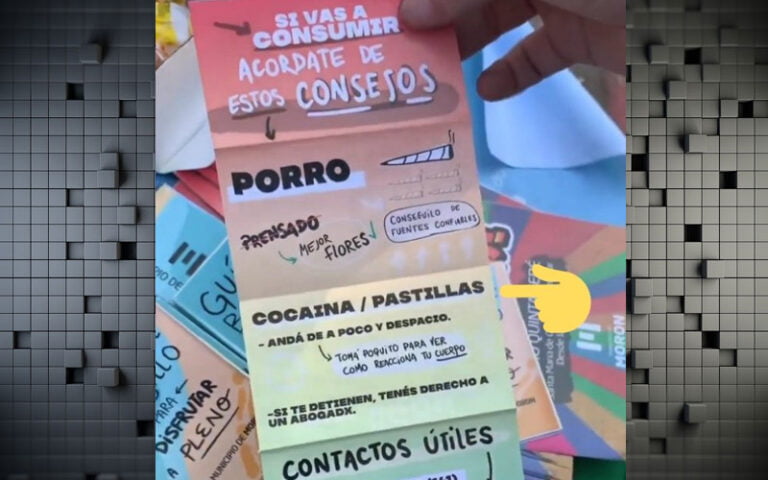 SI VAS A
CONSUMIR
ACORDATE DE
ESTOS CONSEJOS
PORRO
PRENSADO
MEJOR
FLORES
CONSEGUILO DE
FUENTES CONFIABLES
COCAINA / PASTILLAS
- ANDÁ DE A POCO Y DESPACIO.
TOMÁ POQUITO PARA VER
COMO REACCIONA TU CUERPO
-SI TE DETIENEN, TENÉS DERECHO A
UN ABOGADX.
CONTACTOS ÚTILES
PARA
DISFRUTAR
PLENO
MUNICIPIO DE
MORÓN